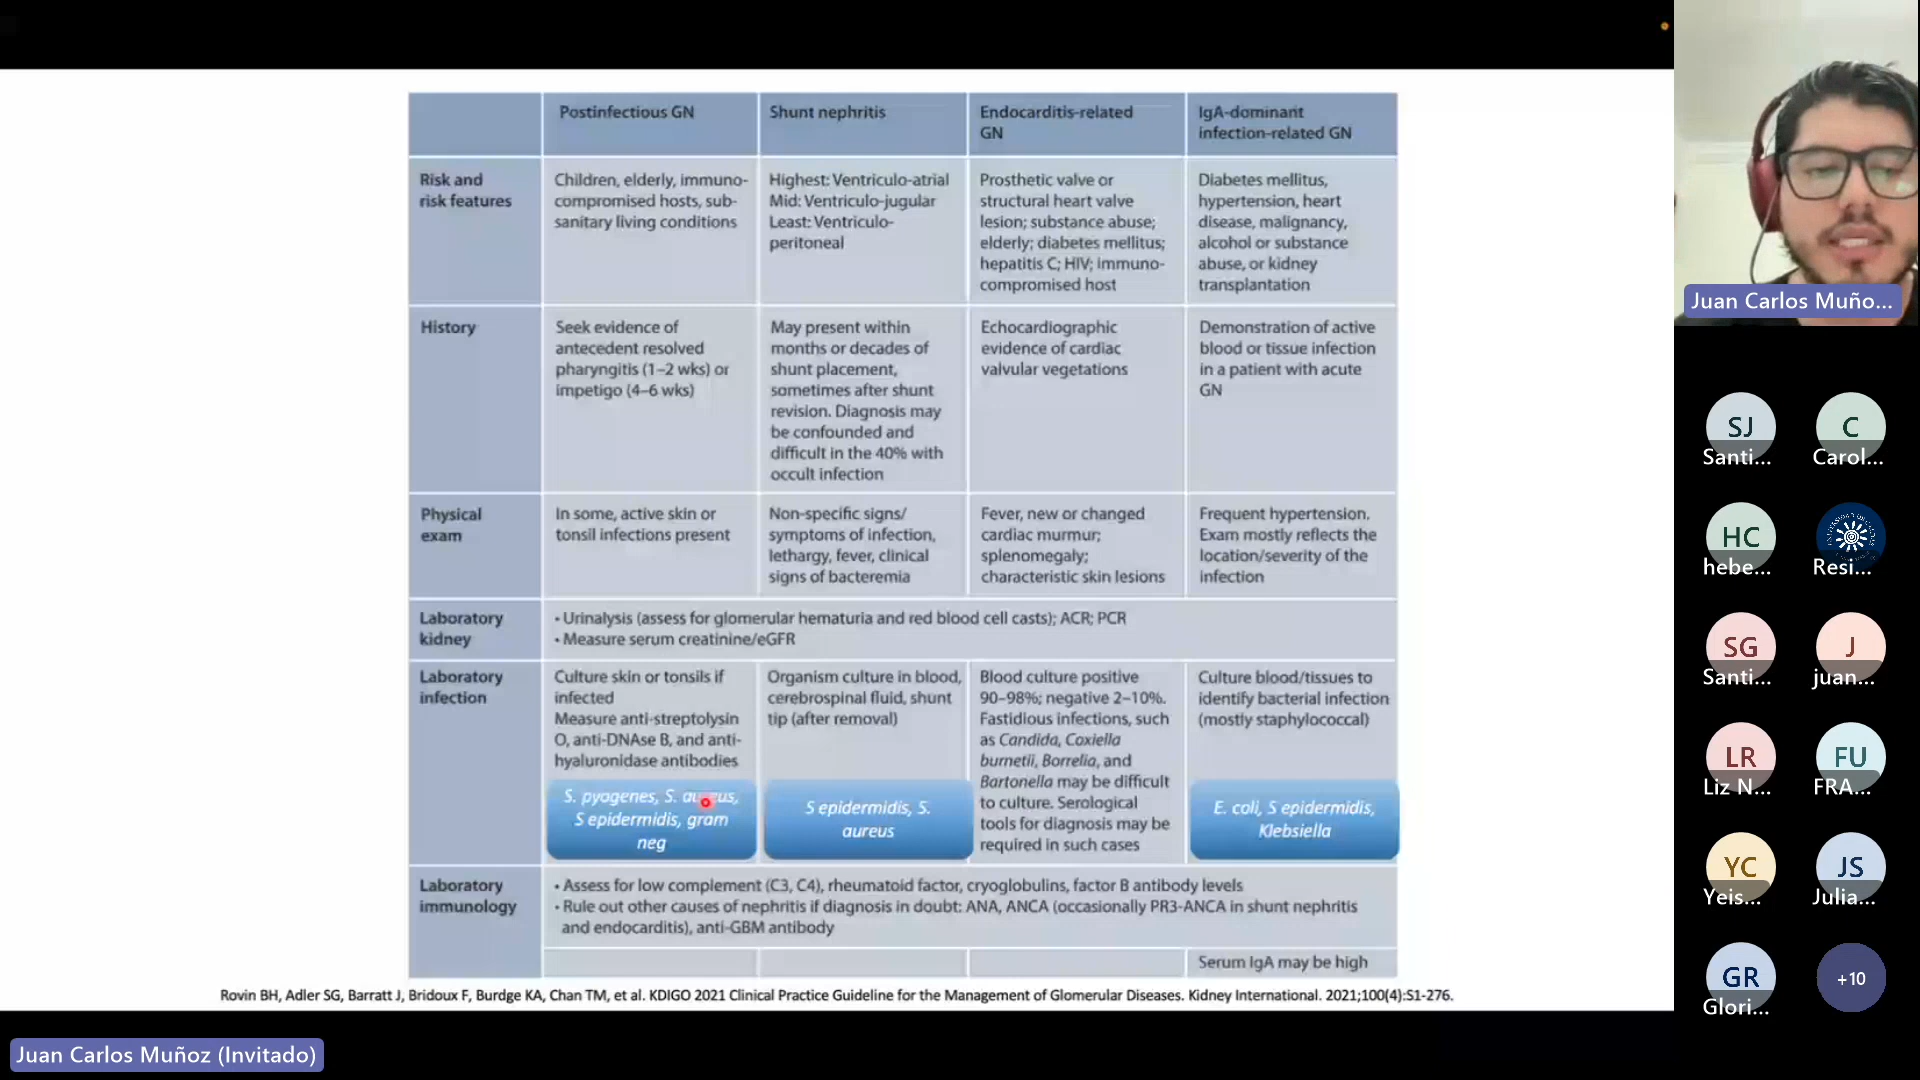 Postinfectious GN
Shunt nephritis
Endocarditis-related
GN
IgA-dominant
infection-related GN
Risk and
risk features
Children, elderly, immuno-
compromised hosts, sub-
sanitary living conditions
Highest: Ventriculo-atrial
Mid: Ventriculo-jugular
Least: Ventriculo-
peritoneal
Prosthetic valve or
structural heart valve
lesion; substance abuse;
elderly; diabetes mellitus;
hepatitis C; HIV; immuno-
compromised host
Diabetes mellitus,
hypertension, heart
disease, malignancy,
alcohol or substance
abuse, or kidney
transplantation
History
Seek evidence of
antecedent resolved
pharyngitis (1–2 wks) or
impetigo (4–6 wks)
May present within
months or decades of
shunt placement,
sometimes after shunt
revision. Diagnosis may
be confounded and
difficult in the 40% with
occult infection
Echocardiographic
evidence of cardiac
valvular vegetations
Demonstration of active
blood or tissue infection
in a patient with acute
GN
Physical
exam
In some, active skin or
tonsil infections present
Non-specific signs/
symptoms of infection,
lethargy, fever, clinical
signs of bacteremia
Fever, new or changed
cardiac murmur;
splenomegaly;
characteristic skin lesions
Frequent hypertension.
Exam mostly reflects the
location/severity of the
infection
Laboratory
kidney
• Urinalysis (assess for glomerular hematuria and red blood cell casts); ACR; PCR
• Measure serum creatinine/eGFR
Laboratory
infection
Culture skin or tonsils if
infected
Measure anti-streptolysin
O, anti-DNAse B, and anti-
hyaluronidase antibodies
S. pyogenes, S. aureus,
S epidermidis, gram
neg
Organism culture in blood,
cerebrospinal fluid, shunt
tip (after removal)
S epidermidis, S.
aureus
Blood culture positive
90–98%; negative 2–10%.
Fastidious infections, such
as Candida, Coxiella
burnetii, Borrelia, and
Bartonella may be difficult
to culture. Serological
tools for diagnosis may be
required in such cases
Culture blood/tissues to
identify bacterial infection
(mostly staphylococcal)
E. coli, S epidermidis,
Klebsiella
Laboratory
immunology
• Assess for low complement (C3, C4), rheumatoid factor, cryoglobulins, factor B antibody levels
• Rule out other causes of nephritis if diagnosis in doubt: ANA, ANCA (occasionally PR3-ANCA in shunt nephritis
and endocarditis), anti-GBM antibody
Serum IgA may be high
Rovin BH, Adler SG, Barratt J, Bridoux F, Burdge KA, Chan TM, et al. KDIGO 2021 Clinical Practice Guideline for the Management of Glomerular Diseases. Kidney International. 2021;100(4):S1-276.
Juan Carlos Muñoz (Invitado)
Juan Carlos Muño...
SJ
Santi...
C
Carol...
HC
hebe...
Resi...
SG
Santi...
J
juan...
LR
Liz N...
FU
FRA...
YC
Yeis...
JS
Julia...
GR
Glori...
+10